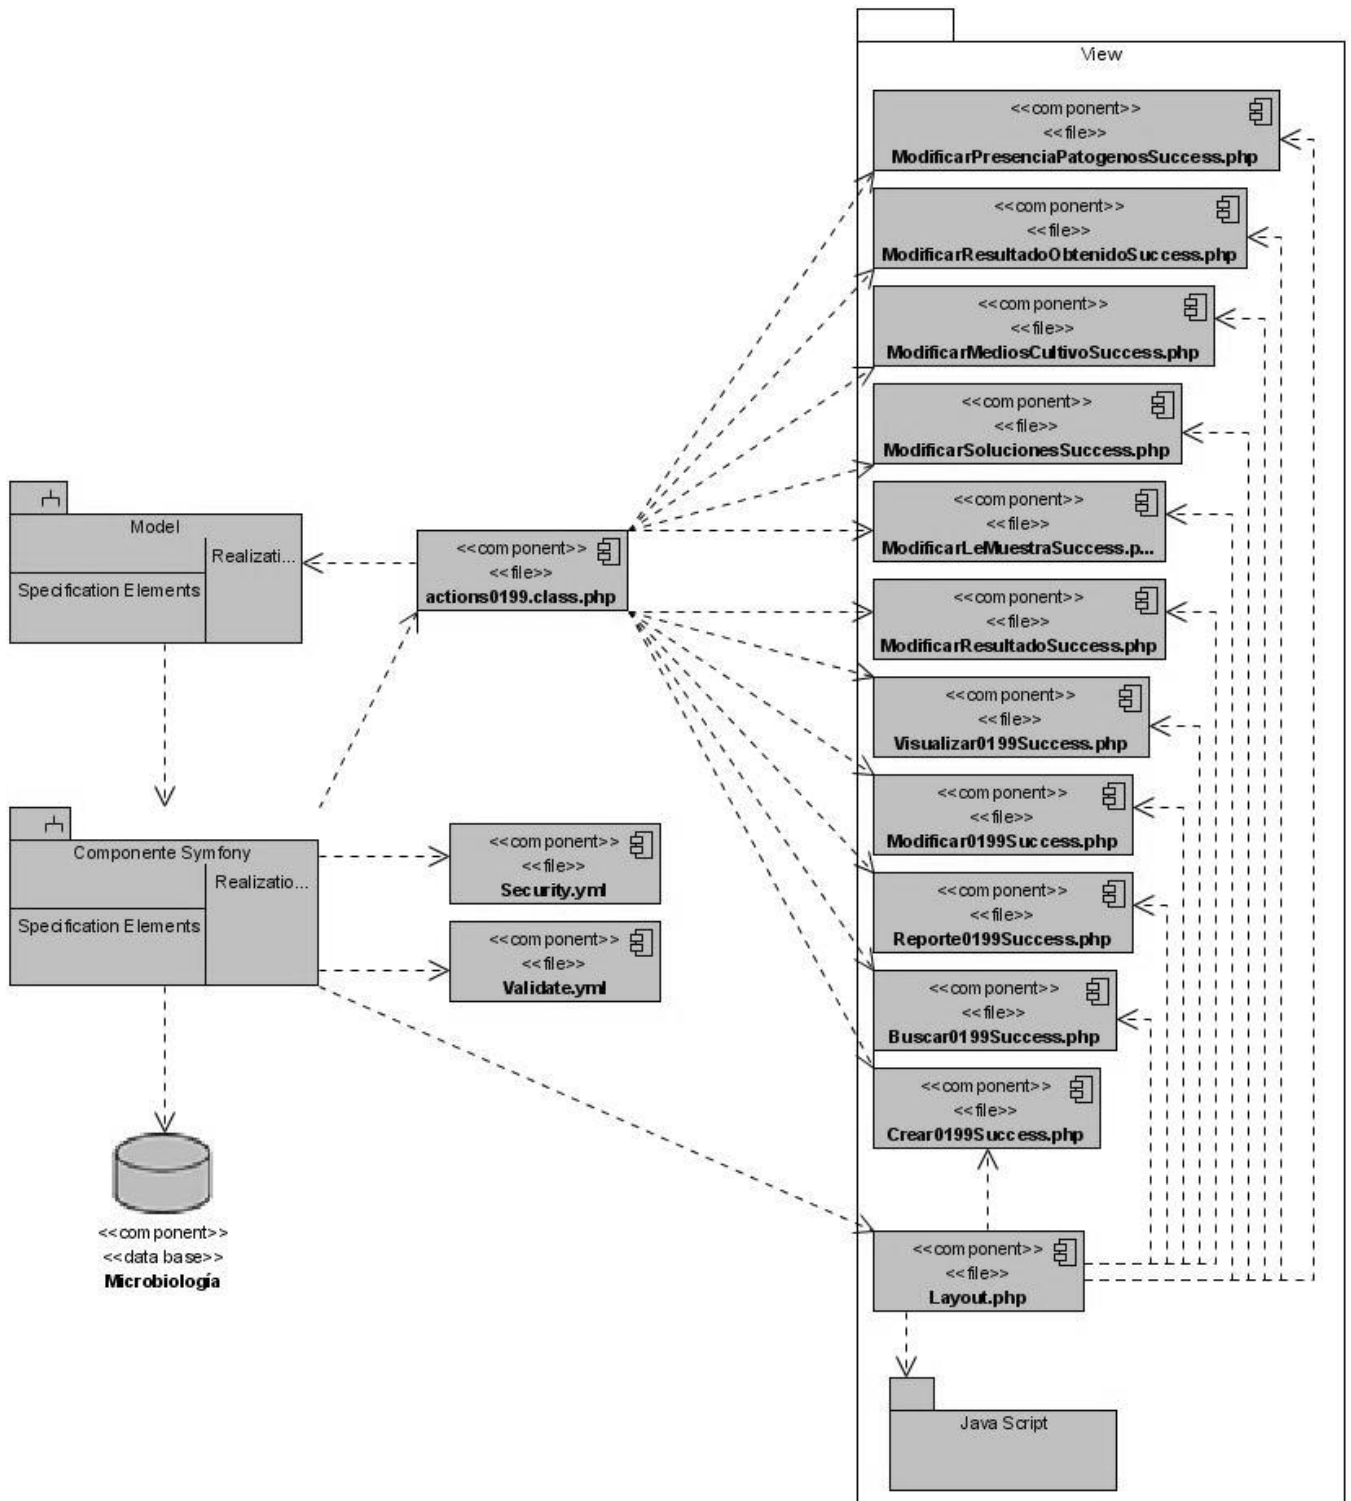 View
<<component>>
<<file>>
ModificarPresenciaPatogenosSuccess.php
<<component>>
<<file>>
ModificarResultadoObtenidoSuccess.php
<<component>>
<<file>>
ModificarMediosCultivoSuccess.php
<<component>>
<<file>>
ModificarSolucionesSuccess.php
<<component>>
<<file>>
ModificarLeMuestraSuccess.p...
<<component>>
<<file>>
ModificarResultadoSuccess.php
<<component>>
<<file>>
Visualizar0199Success.php
<<component>>
<<file>>
Modificar0199Success.php
<<component>>
<<file>>
Reporte0199Success.php
<<component>>
<<file>>
Buscar0199Success.php
<<component>>
<<file>>
Crear0199Success.php
<<component>>
<<file>>
Layout.php
Java Script
Model
Realizati...
Specification Elements
<<component>>
<<file>>
actions0199.class.php
Componente Symfony
Realizatio...
Specification Elements
<<component>>
<<file>>
Security.yml
<<component>>
<<file>>
Validate.yml
<<component>>
<<data base>>
Microbiología